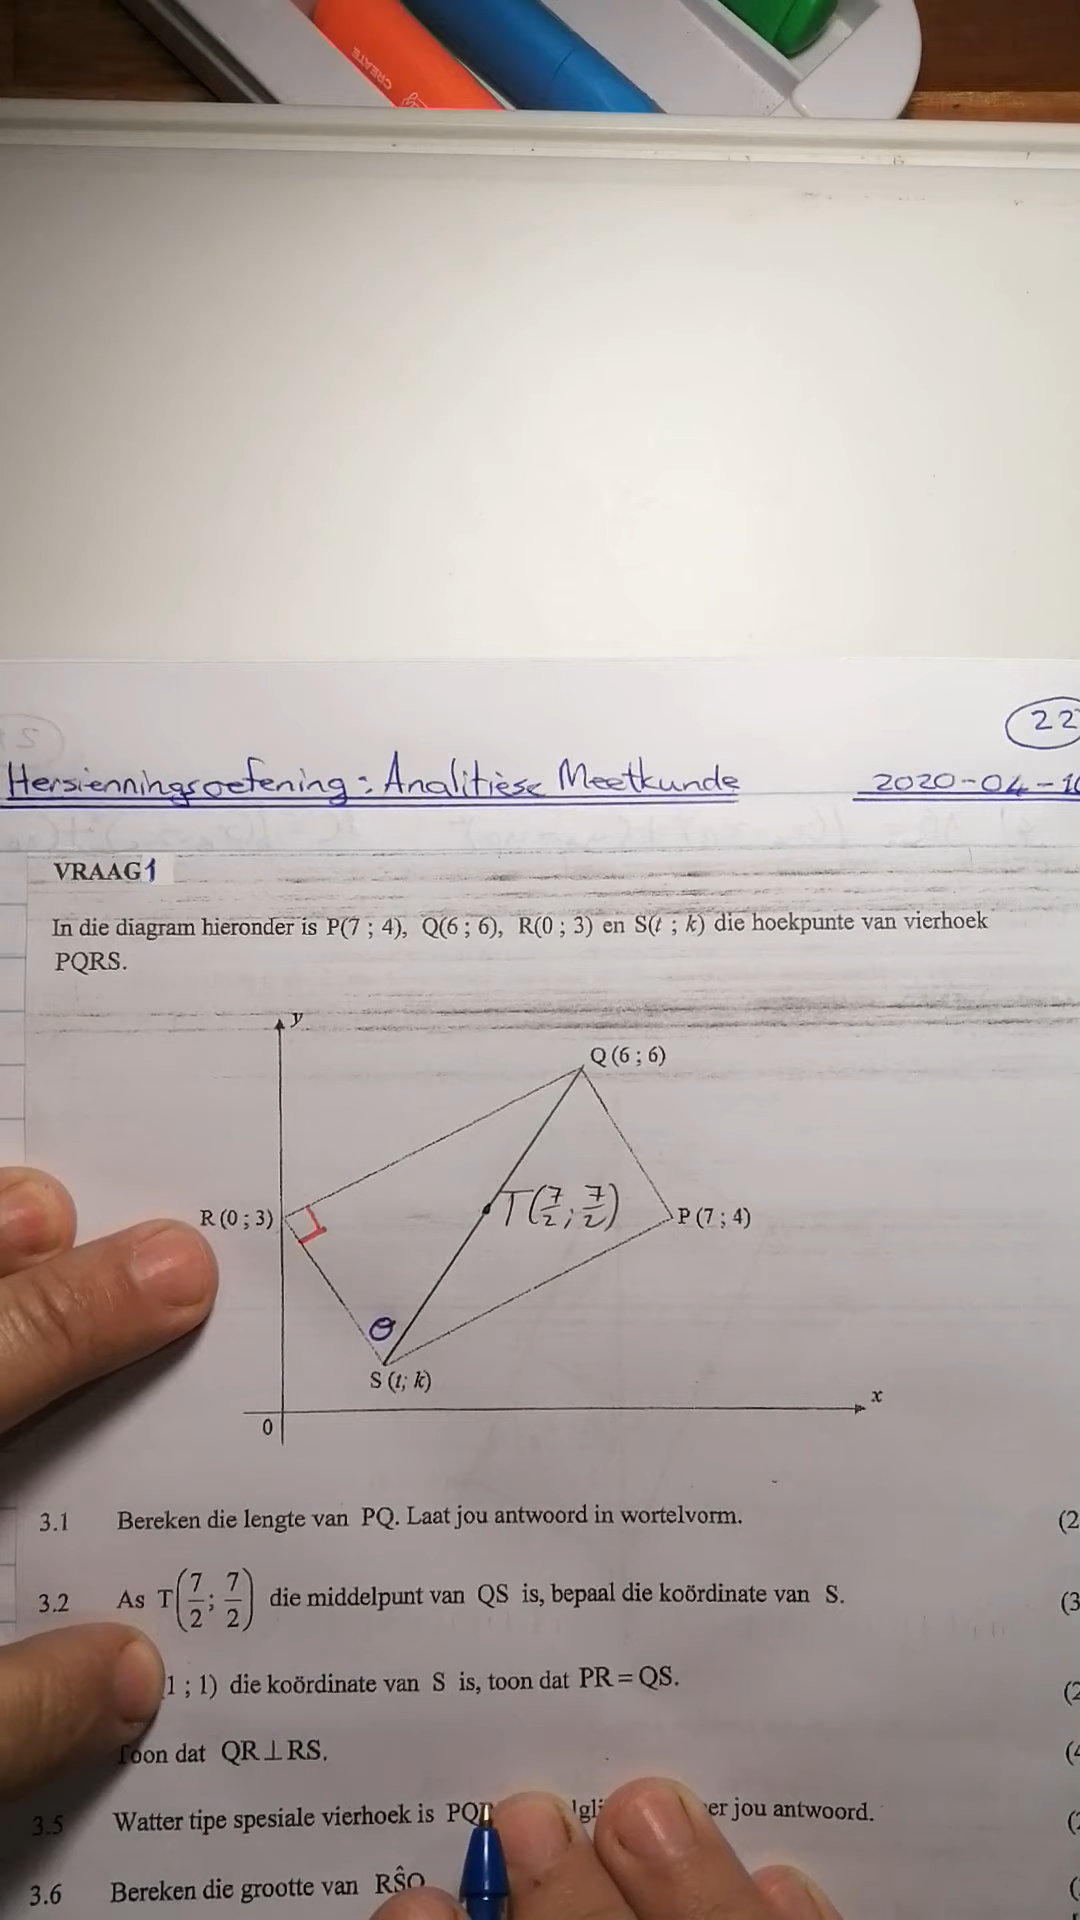 CREATE
22
Hersienningsoefening: Analitiese Meetkunde 2020-04-10
VRAAG 1
In die diagram hieronder is P(7 ; 4), Q(6 ; 6), R(0 ; 3) en S(t ; k) die hoekpunte van vierhoek
PQRS.
y
Q (6 ; 6)
T(7/2 ; 7/2)
R (0 ; 3)
P (7 ; 4)
θ
S (t; k)
x
0
3.1 Bereken die lengte van PQ. Laat jou antwoord in wortelvorm. (2
3.2 As T(7/2 ; 7/2) die middelpunt van QS is, bepaal die koördinate van S. (3
1 ; 1) die koördinate van S is, toon dat PR = QS. (2
Toon dat QR ⊥ RS. (4
3.5 Watter tipe spesiale vierhoek is jou antwoord. (2
3.6 Bereken die grootte van RŜQ (